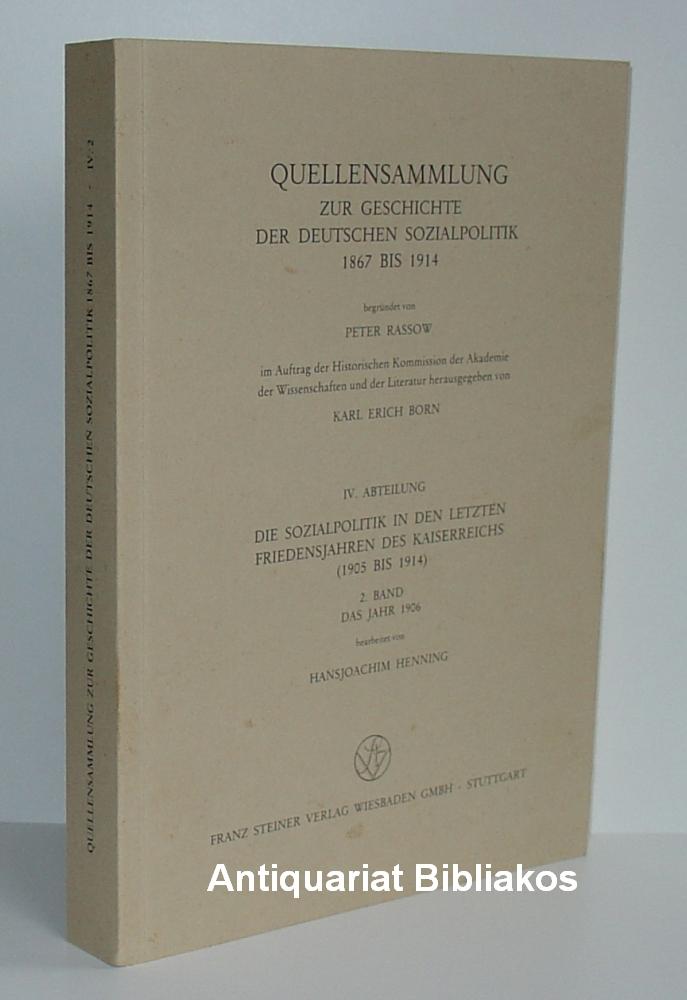 QUELLENSAMMLUNG
ZUR GESCHICHTE
DER DEUTSCHEN SOZIALPOLITIK
1867 BIS 1914
begründet von
PETER RASSOW
im Auftrag der Historischen Kommission der Akademie
der Wissenschaften und der Literatur herausgegeben von
KARL ERICH BORN
IV. ABTEILUNG
DIE SOZIALPOLITIK IN DEN LETZTEN
FRIEDENSJAHREN DES KAISERREICHS
(1905 BIS 1914)
2. BAND
DAS JAHR 1906
bearbeitet von
HANSJOACHIM HENNING
FRANZ STEINER VERLAG WIESBADEN GMBH · STUTTGART
QUELLENSAMMLUNG ZUR GESCHICHTE DER DEUTSCHEN SOZIALPOLITIK 1867 BIS 1914 - IV. 2
Antiquariat Bibliakos